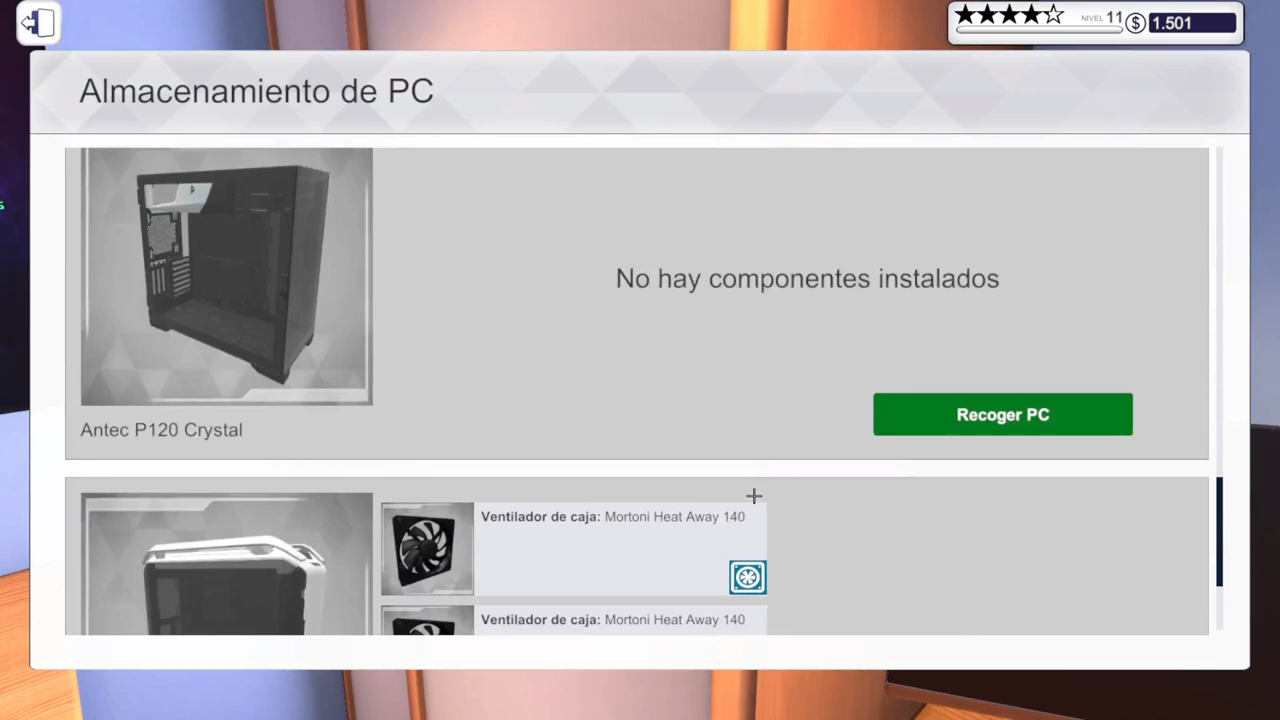 NIVEL 11
$ 1.501
Almacenamiento de PC
No hay componentes instalados
Recoger PC
Antec P120 Crystal
Ventilador de caja: Mortoni Heat Away 140
Ventilador de caja: Mortoni Heat Away 140
s